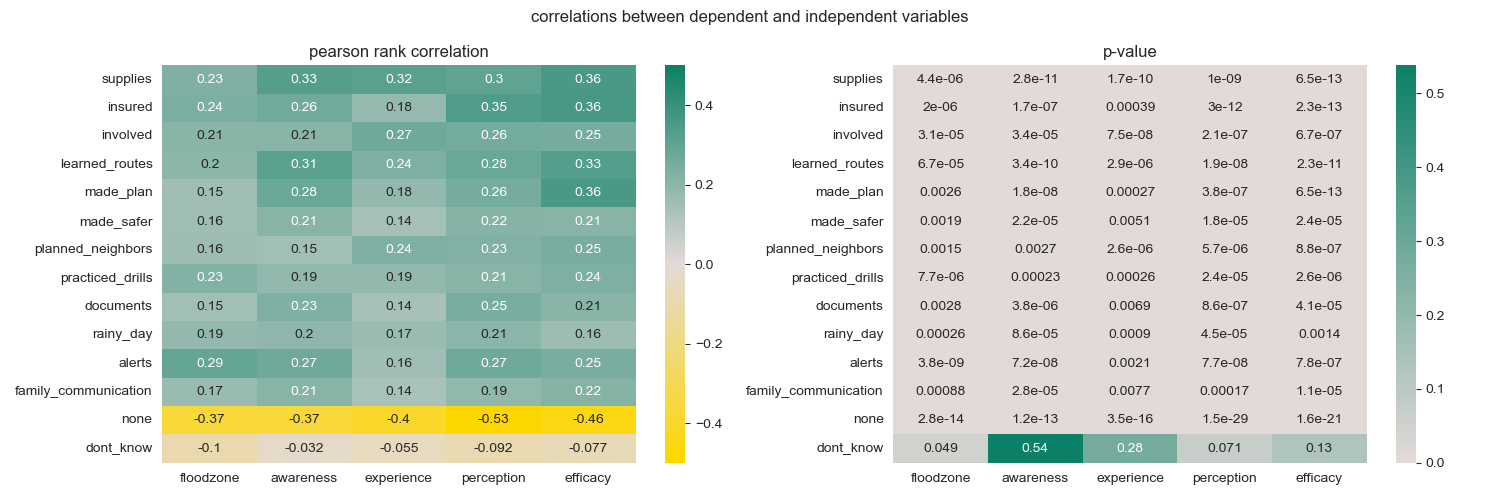 correlations between dependent and independent variables
pearson rank correlation
supplies 0.23 0.33 0.32 0.3 0.36
insured 0.24 0.26 0.18 0.35 0.36
involved 0.21 0.21 0.27 0.26 0.25
learned_routes 0.2 0.31 0.24 0.28 0.33
made_plan 0.15 0.28 0.18 0.26 0.36
made_safer 0.16 0.21 0.14 0.22 0.21
planned_neighbors 0.16 0.15 0.24 0.23 0.25
practiced_drills 0.23 0.19 0.19 0.21 0.24
documents 0.15 0.23 0.14 0.25 0.21
rainy_day 0.19 0.2 0.17 0.21 0.16
alerts 0.29 0.27 0.16 0.27 0.25
family_communication 0.17 0.21 0.14 0.19 0.22
none -0.37 -0.37 -0.4 -0.53 -0.46
dont_know -0.1 -0.032 -0.055 -0.092 -0.077
floodzone awareness experience perception efficacy
0.4
0.2
0.0
−0.2
−0.4
p-value
supplies 4.4e-06 2.8e-11 1.7e-10 1e-09 6.5e-13
insured 2e-06 1.7e-07 0.00039 3e-12 2.3e-13
involved 3.1e-05 3.4e-05 7.5e-08 2.1e-07 6.7e-07
learned_routes 6.7e-05 3.4e-10 2.9e-06 1.9e-08 2.3e-11
made_plan 0.0026 1.8e-08 0.00027 3.8e-07 6.5e-13
made_safer 0.0019 2.2e-05 0.0051 1.8e-05 2.4e-05
planned_neighbors 0.0015 0.0027 2.6e-06 5.7e-06 8.8e-07
practiced_drills 7.7e-06 0.00023 0.00026 2.4e-05 2.6e-06
documents 0.0028 3.8e-06 0.0069 8.6e-07 4.1e-05
rainy_day 0.00026 8.6e-05 0.0009 4.5e-05 0.0014
alerts 3.8e-09 7.2e-08 0.0021 7.7e-08 7.8e-07
family_communication 0.00088 2.8e-05 0.0077 0.00017 1.1e-05
none 2.8e-14 1.2e-13 3.5e-16 1.5e-29 1.6e-21
dont_know 0.049 0.54 0.28 0.071 0.13
floodzone awareness experience perception efficacy
0.5
0.4
0.3
0.2
0.1
0.0